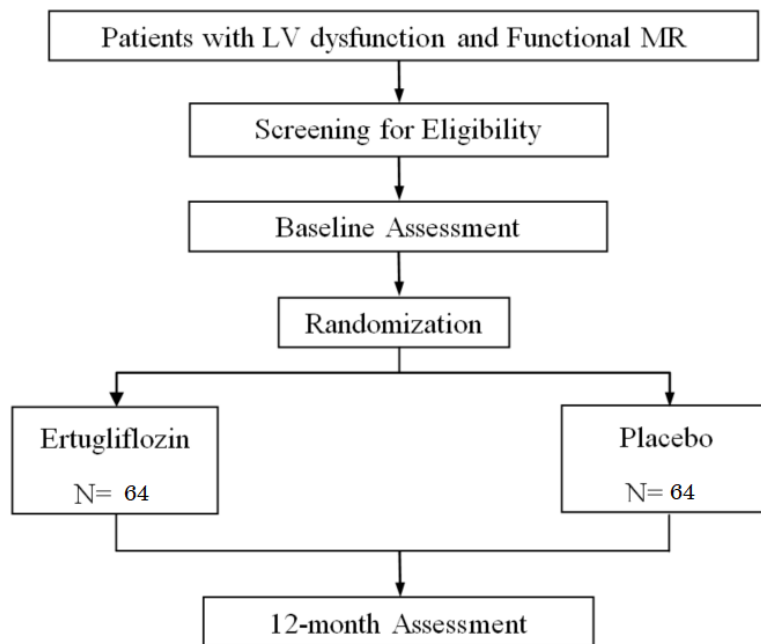 Patients with LV dysfunction and Functional MR
Screening for Eligibility
Baseline Assessment
Randomization
Ertugliflozin
N= 64
Placebo
N= 64
12-month Assessment